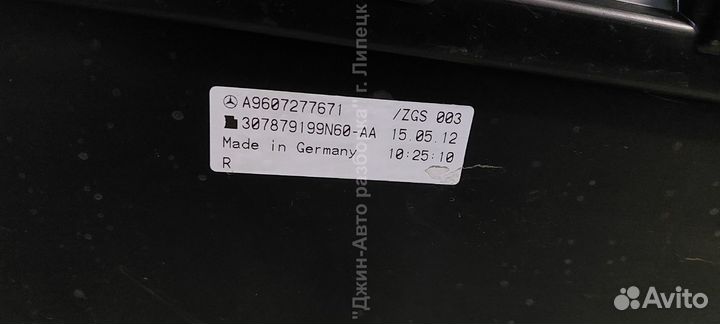 A9607277671 /ZGS 003
307879199N60-AA 15.05.12
Made in Germany 10:25:10
R
"Джин-Авто разборка" г. Липецк
Avito